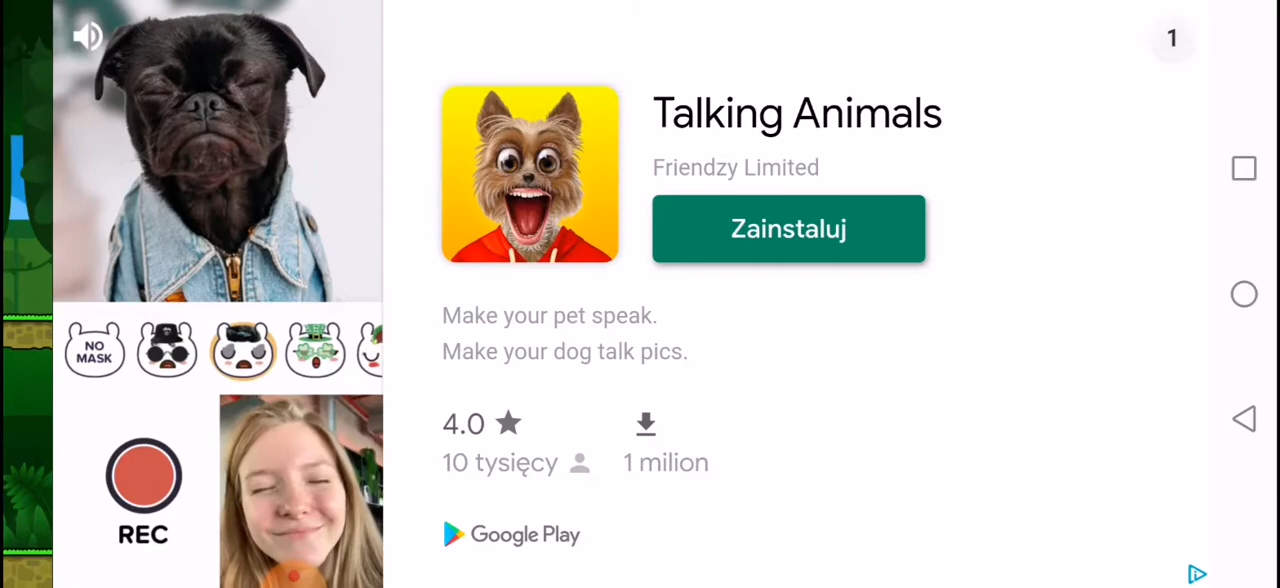 1
Talking Animals
Friendzy Limited
Zainstaluj
Make your pet speak.
Make your dog talk pics.
NO
MASK
4.0
10 tysięcy 1 milion
REC
Google Play